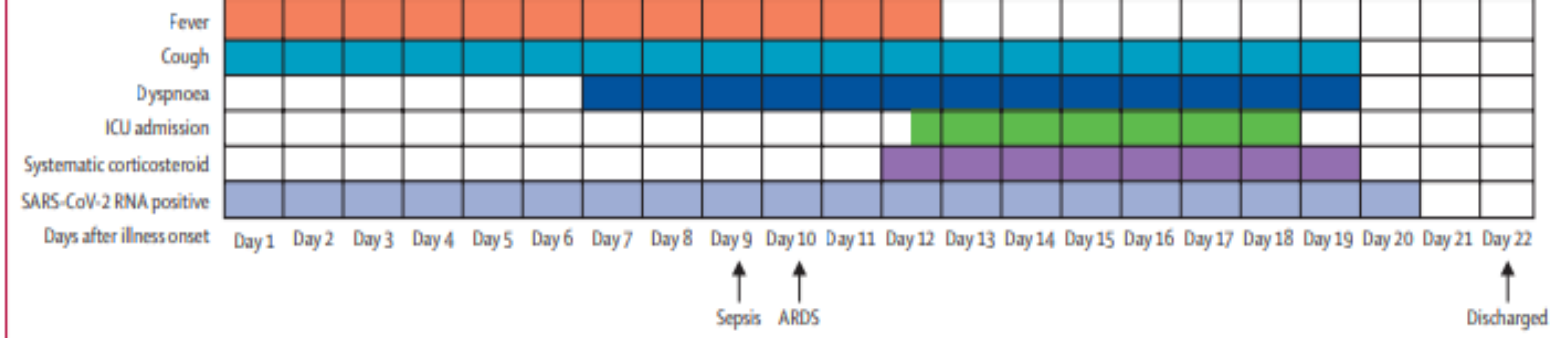 Fever
Cough
Dyspnoea
ICU admission
Systematic corticosteroid
SARS-CoV-2 RNA positive
Days after illness onset Day 1 Day 2 Day 3 Day 4 Day 5 Day 6 Day 7 Day 8 Day 9 Day 10 Day 11 Day 12 Day 13 Day 14 Day 15 Day 16 Day 17 Day 18 Day 19 Day 20 Day 21 Day 22
Sepsis ARDS Discharged